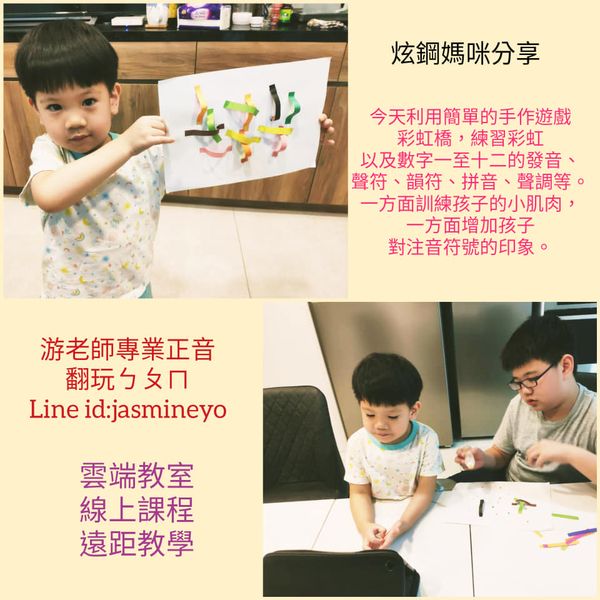 炫鋼媽咪分享
今天利用簡單的手作遊戲
彩虹橋，練習彩虹
以及數字一至十二的發音、
聲符、韻符、拼音、聲調等。
一方面訓練孩子的小肌肉，
一方面增加孩子
對注音符號的印象。
游老師專業正音
翻玩ㄅㄆㄇ
Line id:jasmineyo
雲端教室
線上課程
遠距教學